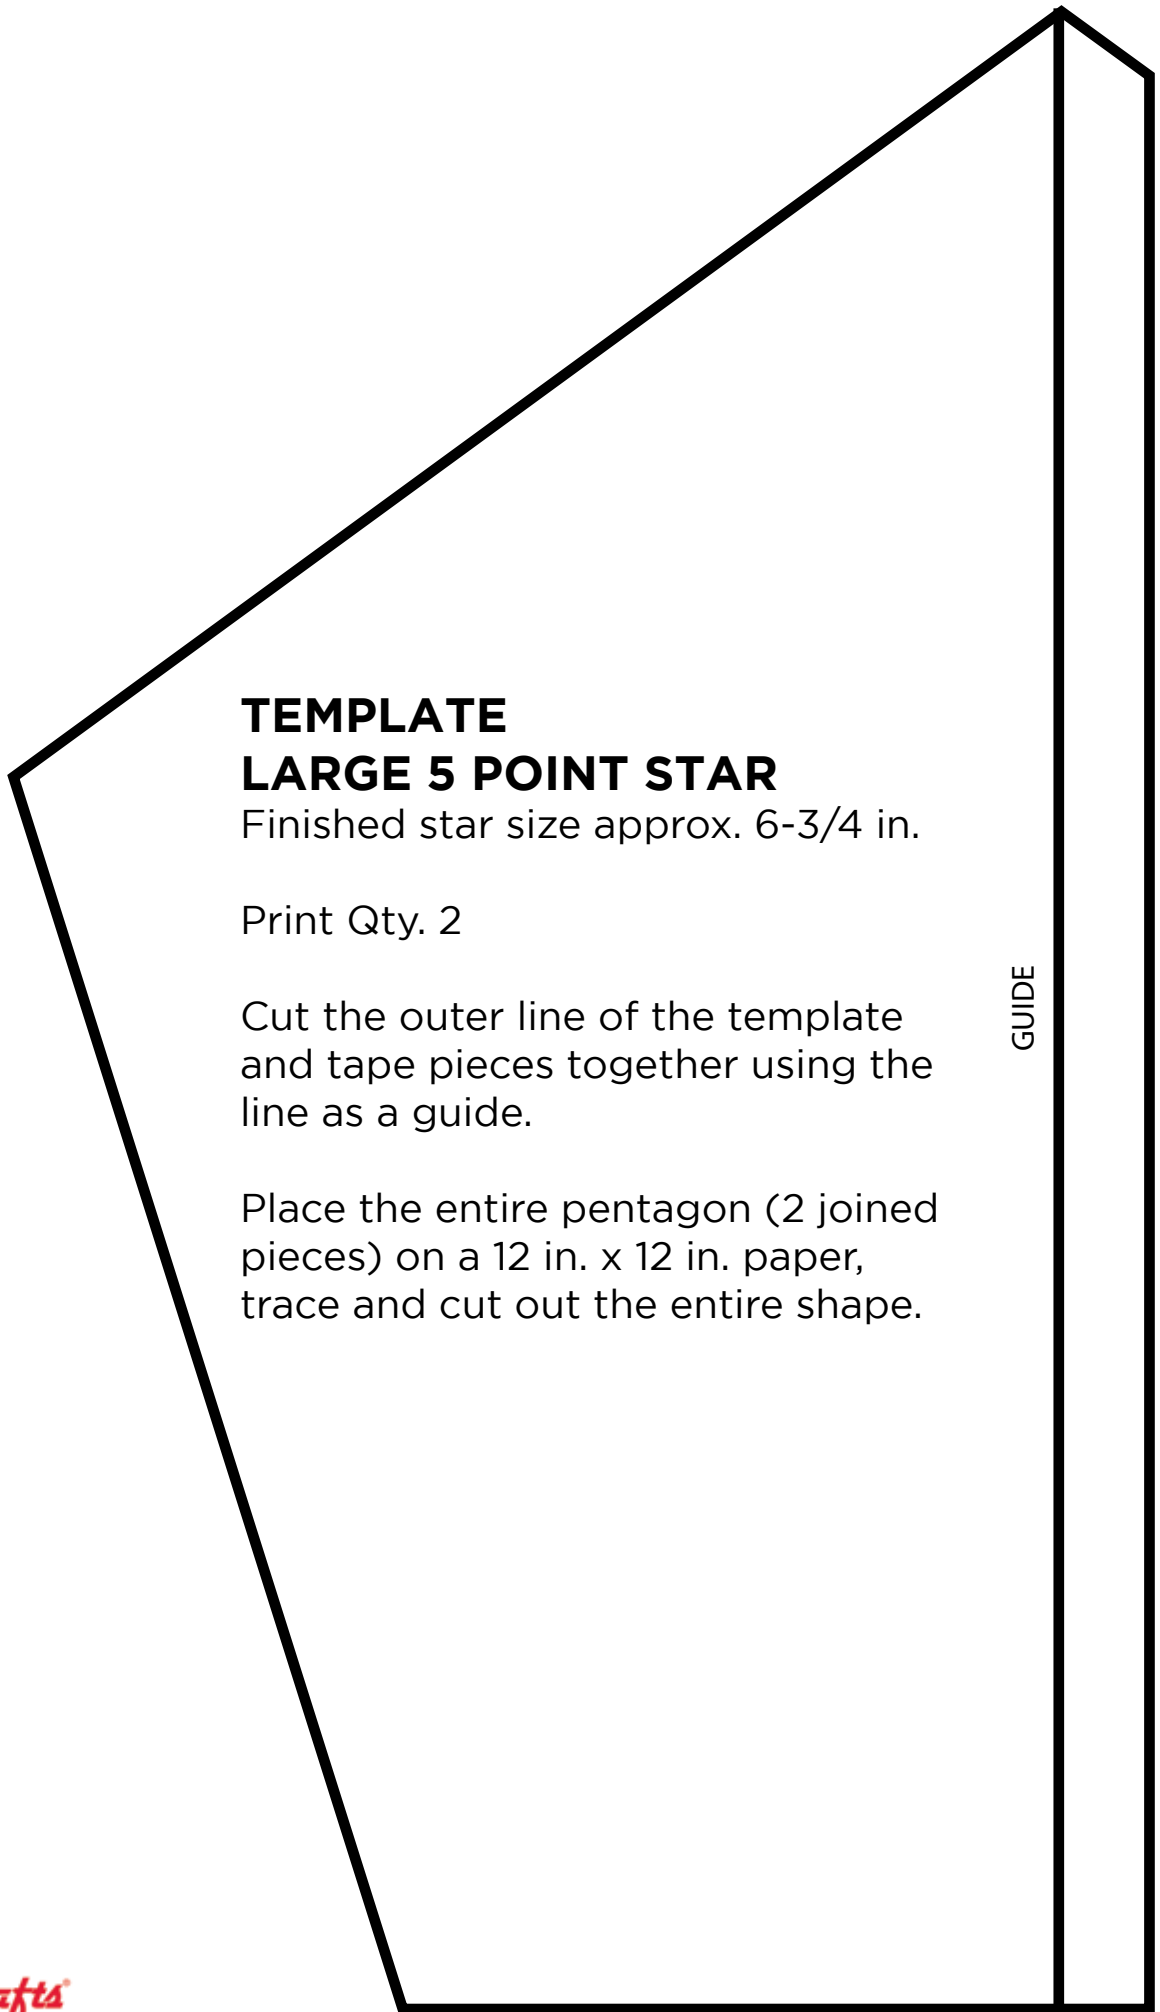 TEMPLATE
LARGE 5 POINT STAR
Finished star size approx. 6-3/4 in.
Print Qty. 2
GUIDE
Cut the outer line of the template
and tape pieces together using the
line as a guide.
Place the entire pentagon (2 joined
pieces) on a 12 in. x 12 in. paper,
trace and cut out the entire shape.